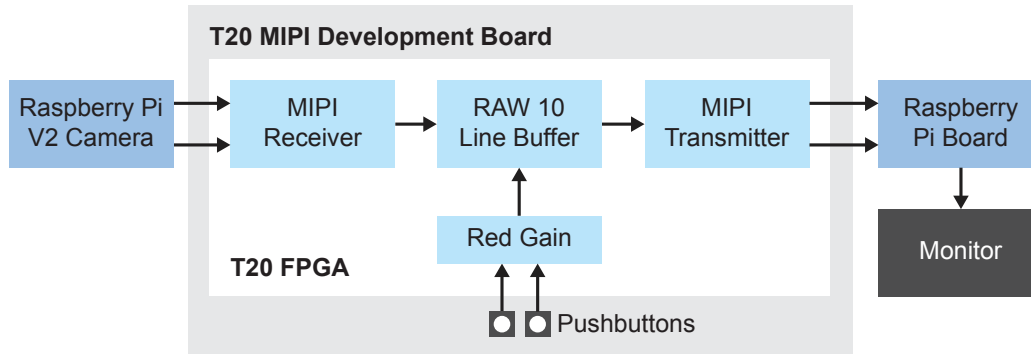 T20 MIPI Development Board
Raspberry Pi
V2 Camera
MIPI
Receiver
RAW 10
Line Buffer
MIPI
Transmitter
Raspberry
Pi Board
Red Gain
Monitor
T20 FPGA
Pushbuttons